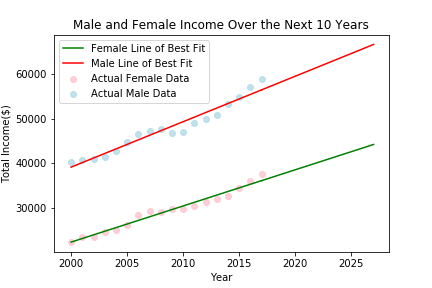 Male and Female Income Over the Next 10 Years
Female Line of Best Fit
Male Line of Best Fit
Actual Female Data
Actual Male Data
Total Income($)
60000
50000
40000
30000
2000 2005 2010 2015 2020 2025
Year